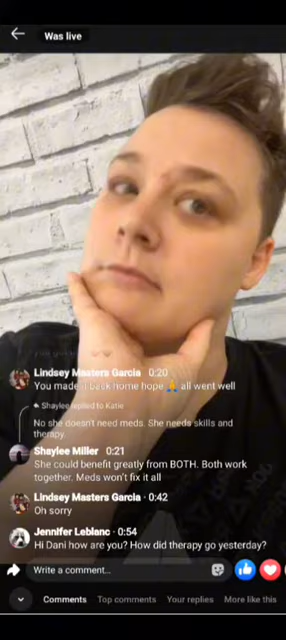 Was live
Lindsey Masters Garcia 0:20
You made it back home hope 🙏 all went well
Shaylee replied to Katie
No she doesn't need meds. She needs skills and
therapy.
Shaylee Miller 0:21
She could benefit greatly from BOTH. Both work
together. Meds won't fix it all
Lindsey Masters Garcia · 0:42
Oh sorry
Jennifer Leblanc · 0:54
Hi Dani how are you? How did therapy go yesterday?
Write a comment...
Comments Top comments Your replies More like this